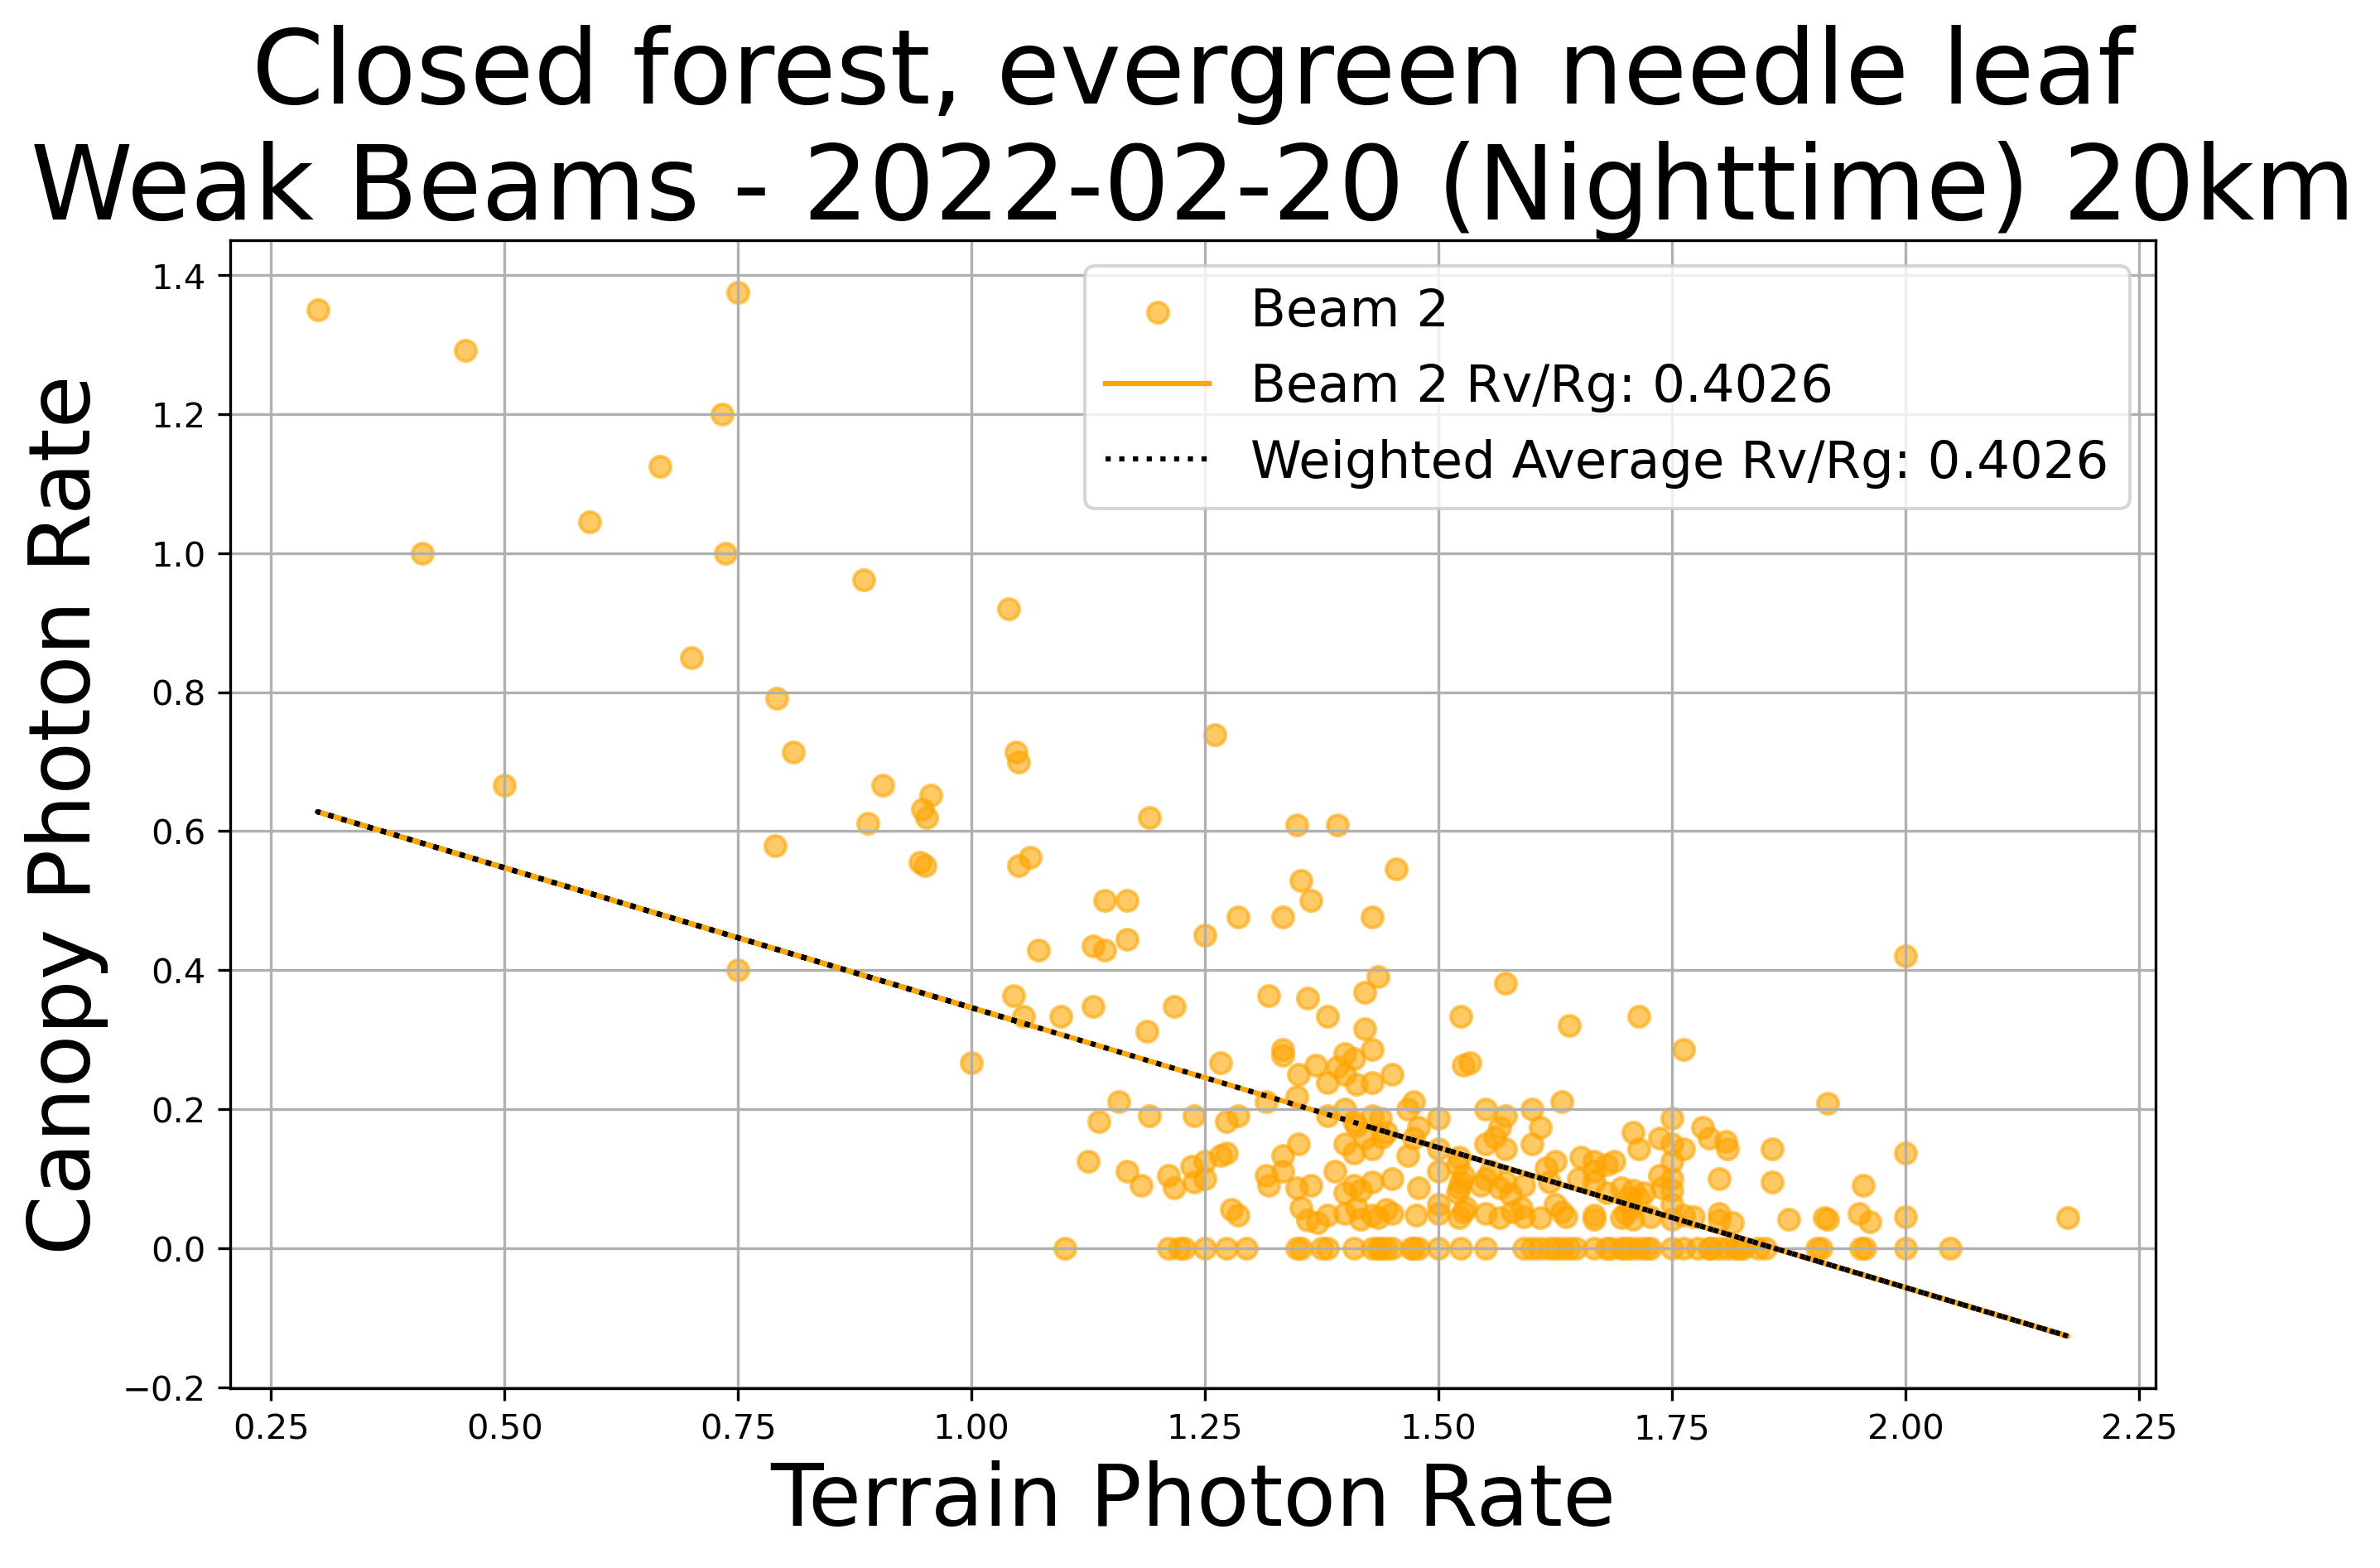 Closed forest, evergreen needle leaf
Weak Beams - 2022-02-20 (Nighttime) 20km
Beam 2
Beam 2 Rv/Rg: 0.4026
Weighted Average Rv/Rg: 0.4026
Canopy Photon Rate
1.4
1.2
1.0
0.8
0.6
0.4
0.2
0.0
−0.2
0.25 0.50 0.75 1.00 1.25 1.50 1.75 2.00 2.25
Terrain Photon Rate